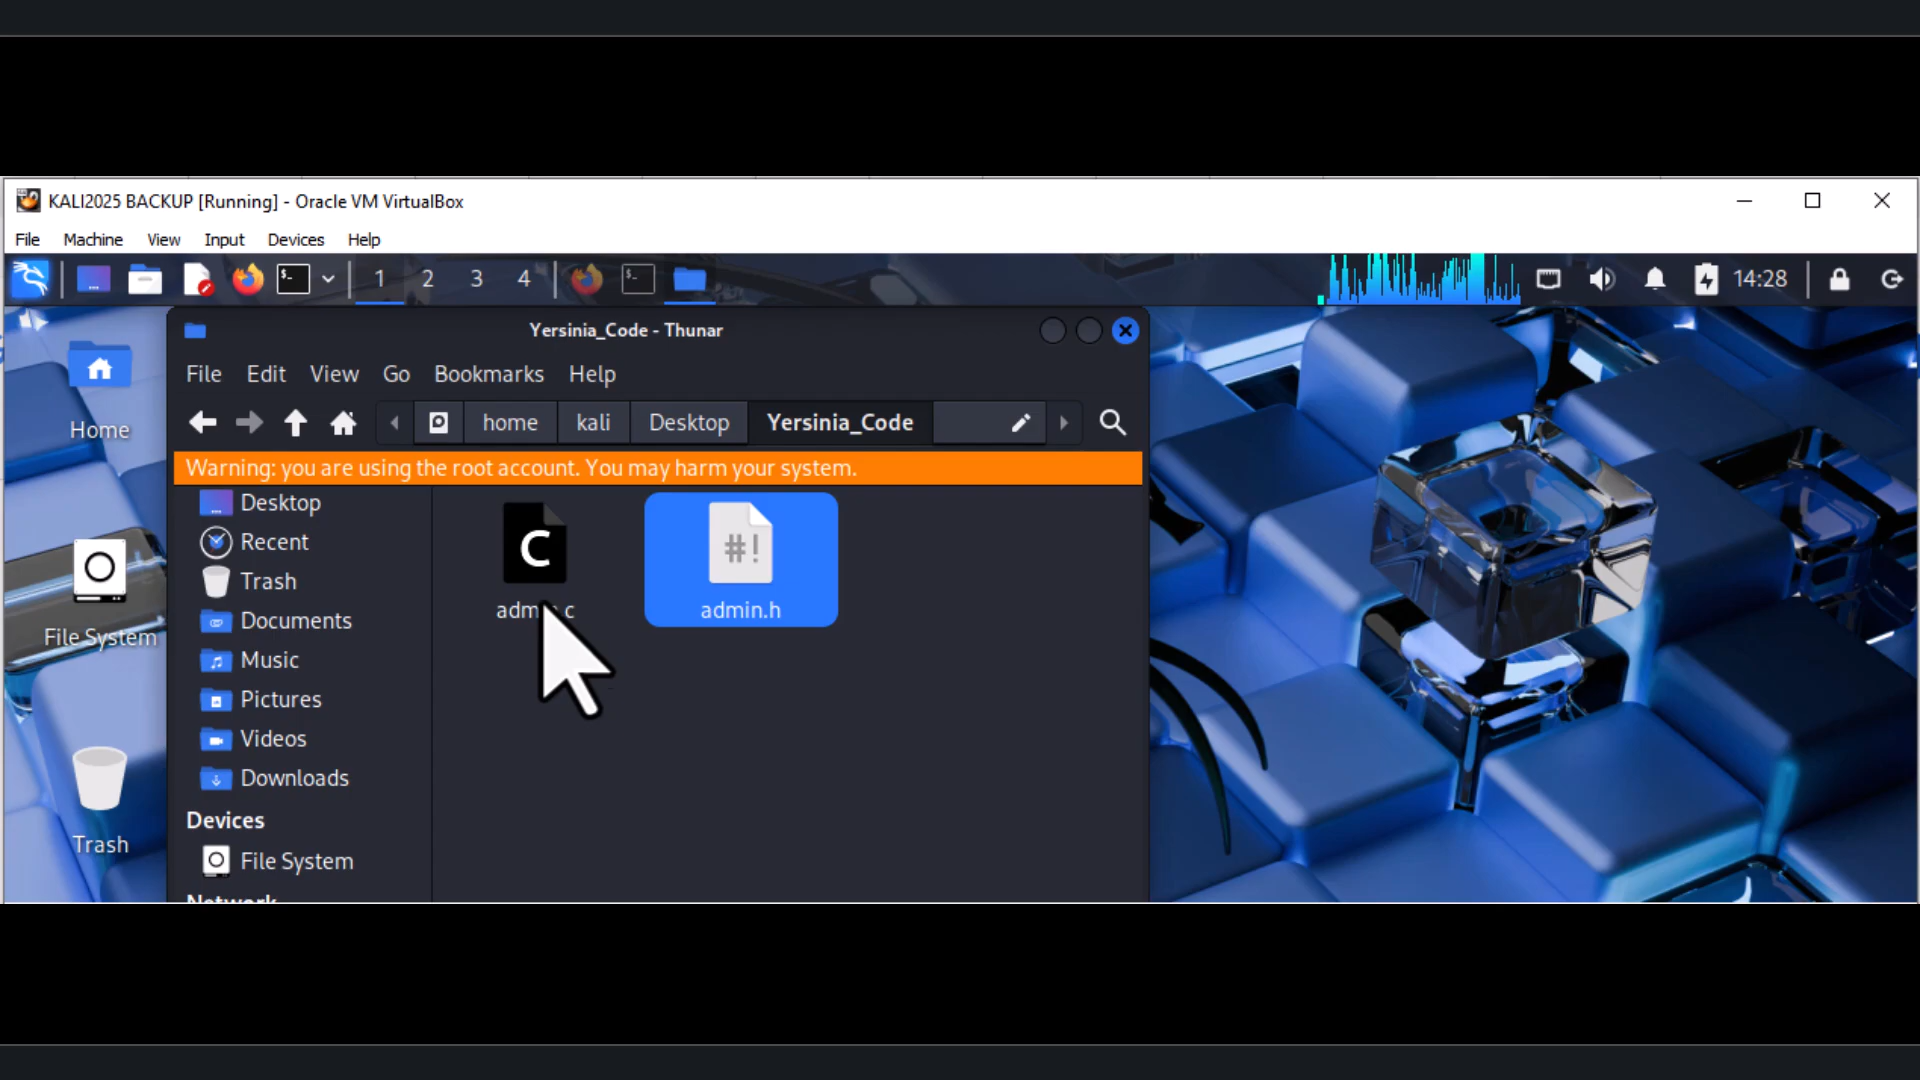 KALI2025 BACKUP [Running] - Oracle VM VirtualBox
File Machine View Input Devices Help
1 2 3 4 14:28
Yersinia_Code - Thunar
File Edit View Go Bookmarks Help
home kali Desktop Yersinia_Code
Warning: you are using the root account. You may harm your system.
Home
File System
Trash
Desktop
Recent
Trash
Documents
Music
Pictures
Videos
Downloads
Devices
File System
Network
C
#!
admin.h